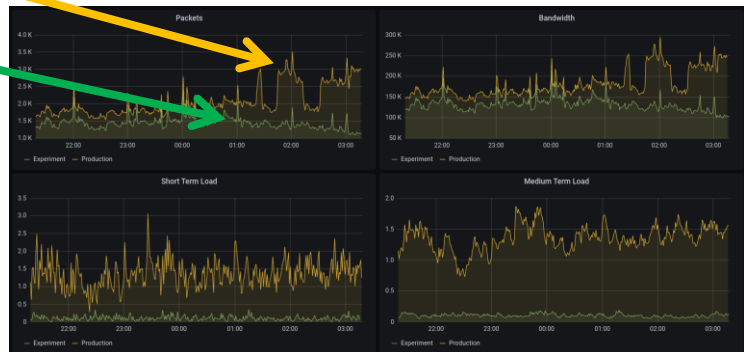 Packets
4.0 K
3.5 K
3.0 K
2.5 K
2.0 K
1.5 K
1.0 K
22:00 23:00 00:00 01:00 02:00 03:00
— Experiment — Production
Bandwidth
300 K
250 K
200 K
150 K
100 K
50 K
22:00 23:00 00:00 01:00 02:00 03:00
— Experiment — Production
Short Term Load
3.5
3.0
2.5
2.0
1.5
1.0
0.5
0
22:00 23:00 00:00 01:00 02:00 03:00
— Experiment — Production
Medium Term Load
2.0
1.5
1.0
0.5
0
22:00 23:00 00:00 01:00 02:00 03:00
— Experiment — Production